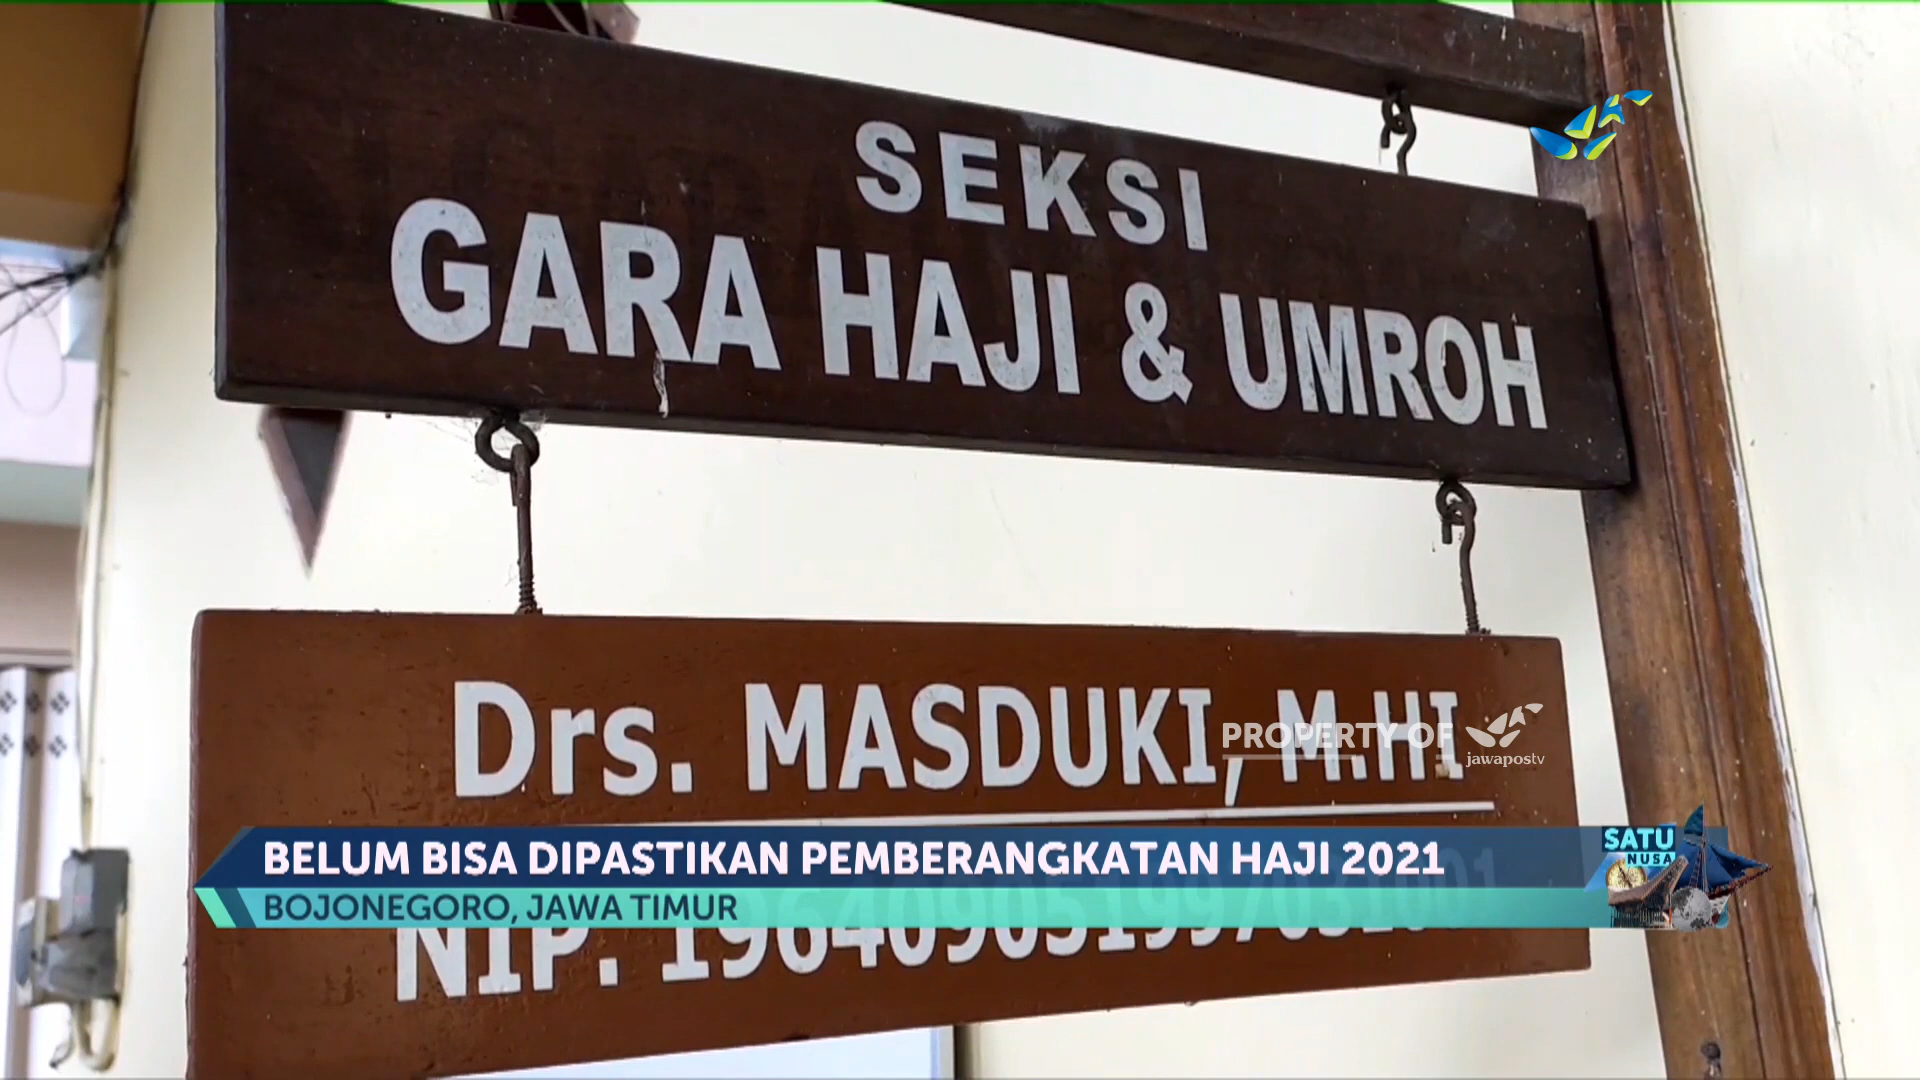 SEKSI
GARA HAJI & UMROH
Drs. MASDUKI, M.HI
PROPERTY OF jawapostv
BELUM BISA DIPASTIKAN PEMBERANGKATAN HAJI 2021
SATU
NUSA
BOJONEGORO, JAWA TIMUR
NIP.